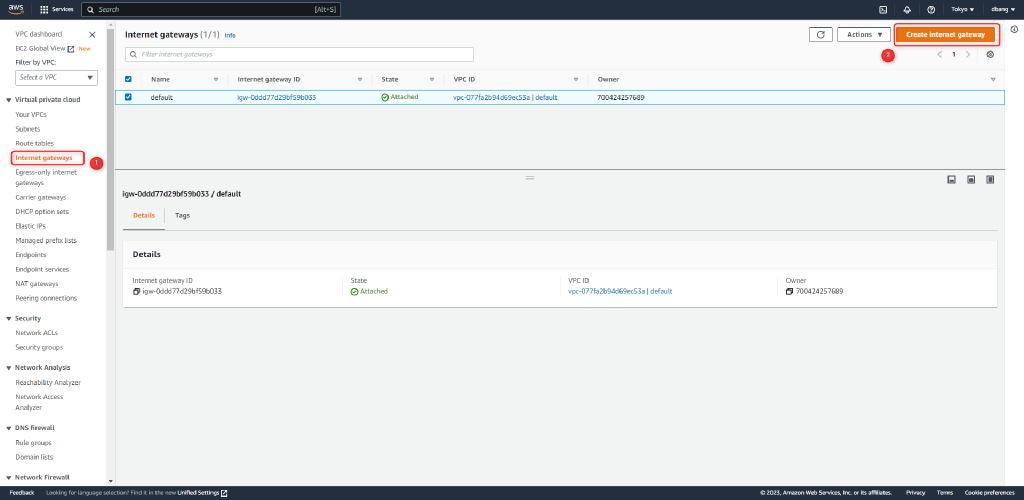 aws
Services
Search
[Alt+S]
Tokyo ▼
dbang ▼
VPC dashboard
EC2 Global View
New
Filter by VPC:
Select a VPC
Virtual private cloud
Your VPCs
Subnets
Route tables
Internet gateways
1
Egress-only internet
gateways
Carrier gateways
DHCP option sets
Elastic IPs
Managed prefix lists
Endpoints
Endpoint services
NAT gateways
Peering connections
Security
Network ACLs
Security groups
Network Analysis
Reachability Analyzer
Network Access
Analyzer
DNS firewall
Rule groups
Domain lists
Network Firewall
Internet gateways (1/1) Info
Actions ▼
Create internet gateway
2
Filter internet gateways
< 1 >
Name
Internet gateway ID
State
VPC ID
Owner
default
igw-0ddd77d29bf59b033
Attached
vpc-077fa2b94d69ec53a | default
700424257689
igw-0ddd77d29bf59b033 / default
Details
Tags
Details
Internet gateway ID
igw-0ddd77d29bf59b033
State
Attached
VPC ID
vpc-077fa2b94d69ec53a | default
Owner
700424257689
Feedback
Looking for language selection? Find it in the new Unified Settings
© 2023, Amazon Web Services, Inc. or its affiliates.
Privacy
Terms
Cookie preferences